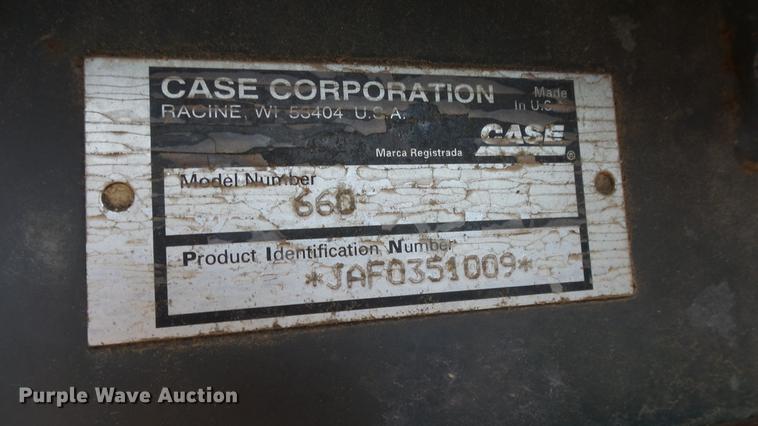 CASE CORPORATION
Made
RACINE, WI 53404 U.S.A.
In U.S.
CASE
Marca Registrada
®
Model Number
660
Product Identification Number
*JAF0351009*
Purple Wave Auction